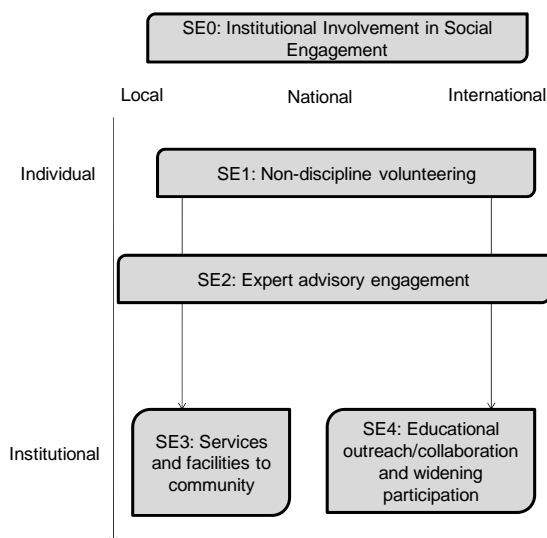 SE0: Institutional Involvement in Social
Engagement
Local National International
Individual
SE1: Non-discipline volunteering
SE2: Expert advisory engagement
Institutional
SE3: Services
and facilities to
community
SE4: Educational
outreach/collaboration
and widening
participation